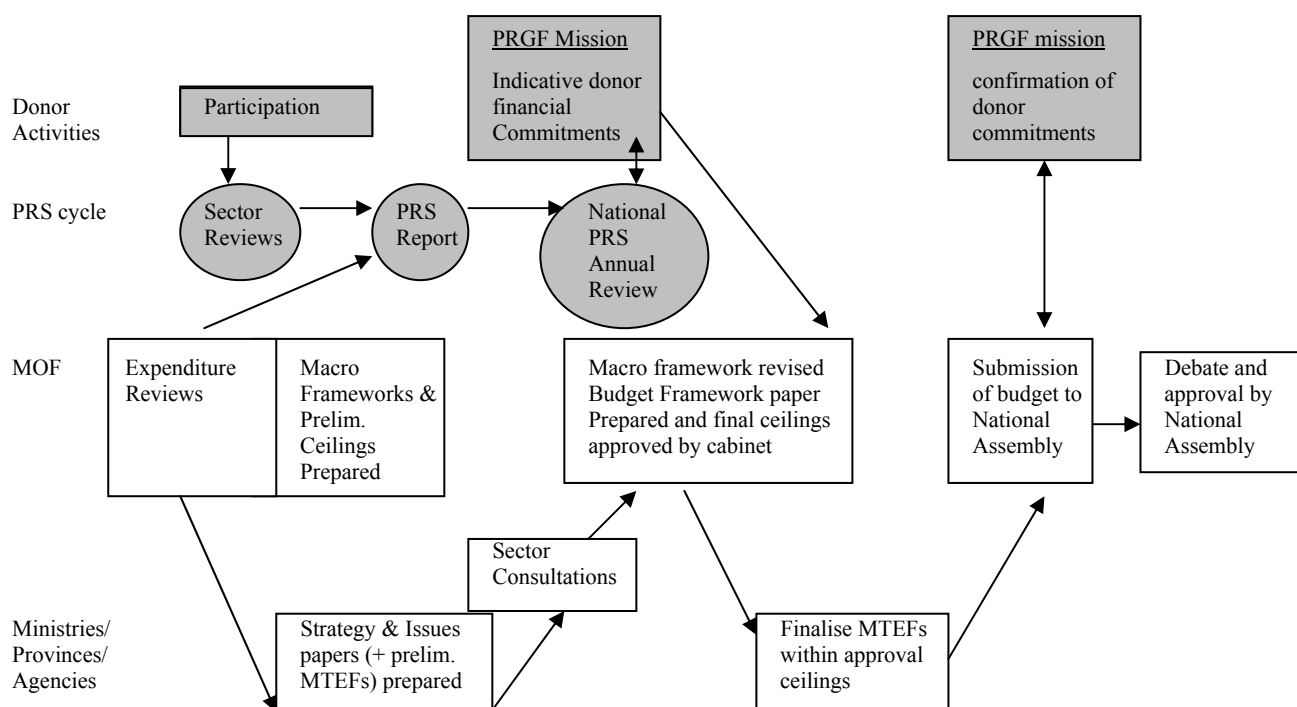 PRGF Mission
Indicative donor
financial
Commitments
PRGF mission
confirmation of
donor
commitments
Donor
Activities
Participation
PRS cycle
Sector
Reviews
PRS
Report
National
PRS
Annual
Review
MOF
Expenditure
Reviews
Macro
Frameworks &
Prelim.
Ceilings
Prepared
Macro framework revised
Budget Framework paper
Prepared and final ceilings
approved by cabinet
Submission
of budget to
National
Assembly
Debate and
approval by
National
Assembly
Sector
Consultations
Ministries/
Provinces/
Agencies
Strategy & Issues
papers (+ prelim.
MTEFs) prepared
Finalise MTEFs
within approval
ceilings